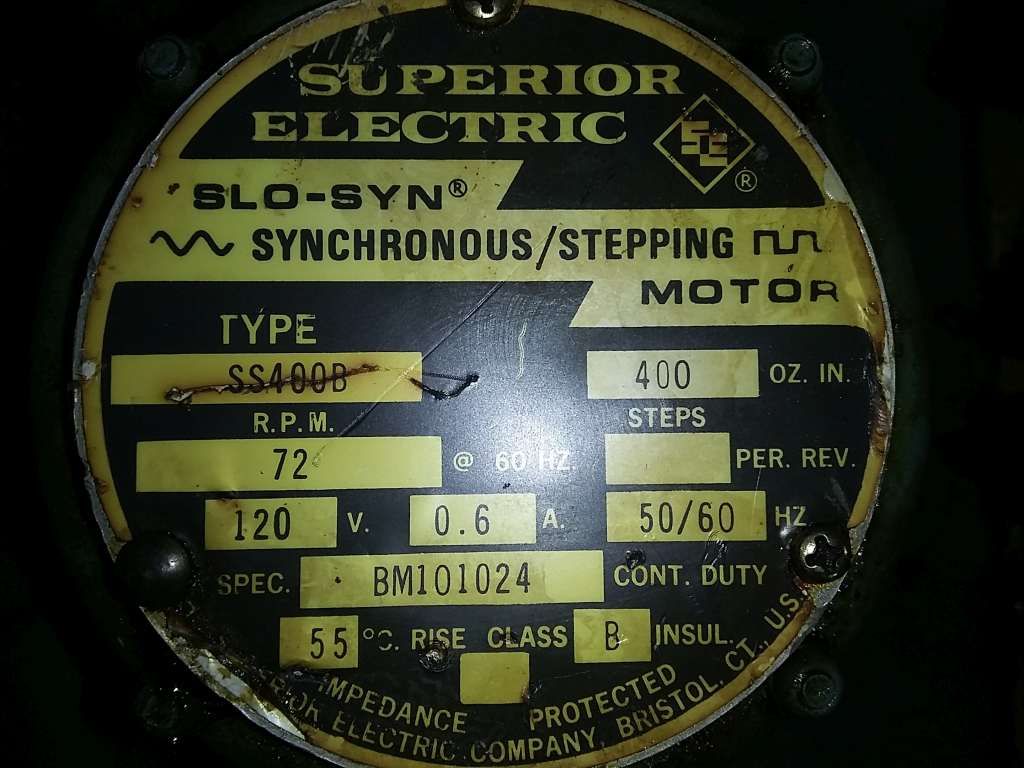 SUPERIOR
ELECTRIC
SE ®
SLO-SYN®
SYNCHRONOUS/STEPPING
MOTOR
TYPE
SS400B 400 OZ. IN.
R.P.M. STEPS
72 @ 60 HZ. PER. REV.
120 V. 0.6 A. 50/60 HZ
SPEC. BM101024 CONT. DUTY
55 °C. RISE CLASS B INSUL.
IMPEDANCE PROTECTED
ELECTRIC COMPANY, BRISTOL, CT., U.S.